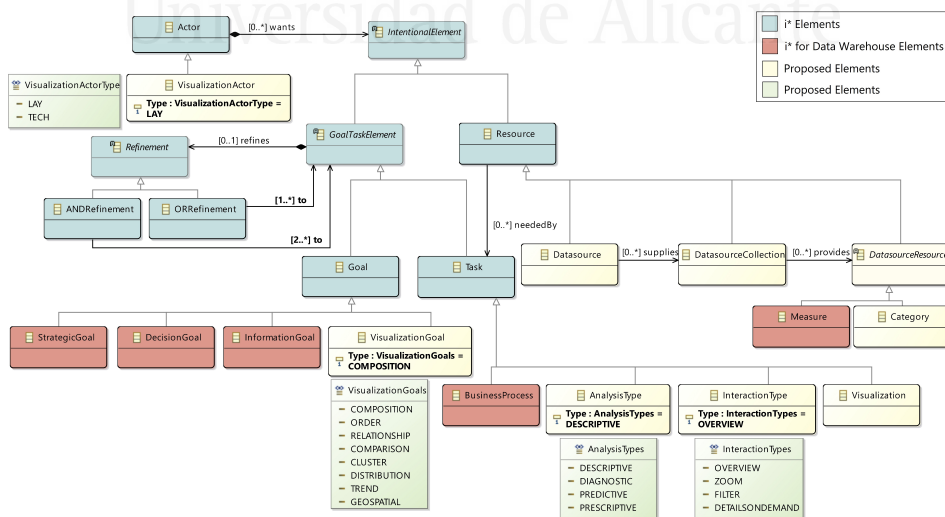 Universidad de Alicante
Actor
[0..*] wants
IntentionalElement
i* Elements
i* for Data Warehouse Elements
Proposed Elements
Proposed Elements
VisualizationActorType
LAY
TECH
VisualizationActor
Type : VisualizationActorType =
LAY
Refinement
[0..1] refines
GoalTaskElement
Resource
ANDRefinement
ORRefinement
[1..*] to
[2..*] to
[0..*] neededBy
Goal
Task
Datasource
[0..*] supplies
DatasourceCollection
[0..*] provides
DatasourceResource
Measure
Category
StrategicGoal
DecisionGoal
InformationGoal
VisualizationGoal
Type : VisualizationGoals =
COMPOSITION
VisualizationGoals
COMPOSITION
ORDER
RELATIONSHIP
COMPARISON
CLUSTER
DISTRIBUTION
TREND
GEOSPATIAL
BusinessProcess
AnalysisType
Type : AnalysisTypes =
DESCRIPTIVE
InteractionType
Type : InteractionTypes =
OVERVIEW
Visualization
AnalysisTypes
DESCRIPTIVE
DIAGNOSTIC
PREDICTIVE
PRESCRIPTIVE
InteractionTypes
OVERVIEW
ZOOM
FILTER
DETAILSONDEMAND